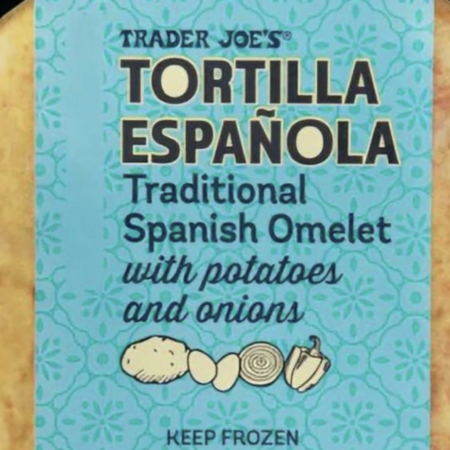 TRADER JOE'S®
TORTILLA
ESPAÑOLA
Traditional
Spanish Omelet
with potatoes
and onions
KEEP FROZEN